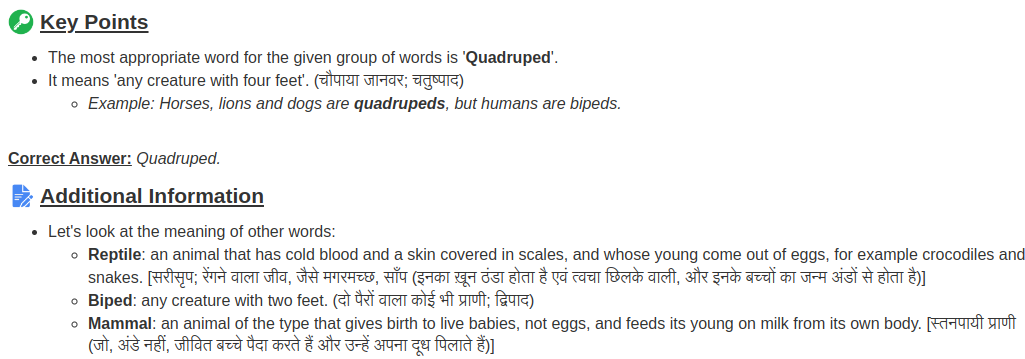 Key Points
The most appropriate word for the given group of words is 'Quadruped'.
It means 'any creature with four feet'. (चौपाया जानवर; चतुष्पाद)
Example: Horses, lions and dogs are quadrupeds, but humans are bipeds.
Correct Answer: Quadruped.
Additional Information
Let's look at the meaning of other words:
Reptile: an animal that has cold blood and a skin covered in scales, and whose young come out of eggs, for example crocodiles and
snakes. [सरीसृप; रेंगने वाला जीव, जैसे मगरमच्छ, साँप (इनका ख़ून ठंडा होता है एवं त्वचा छिलके वाली, और इनके बच्चों का जन्म अंडों से होता है)]
Biped: any creature with two feet. (दो पैरों वाला कोई भी प्राणी; द्विपाद)
Mammal: an animal of the type that gives birth to live babies, not eggs, and feeds its young on milk from its own body. [स्तनपायी प्राणी
(जो, अंडे नहीं, जीवित बच्चे पैदा करते हैं और उन्हें अपना दूध पिलाते हैं)]